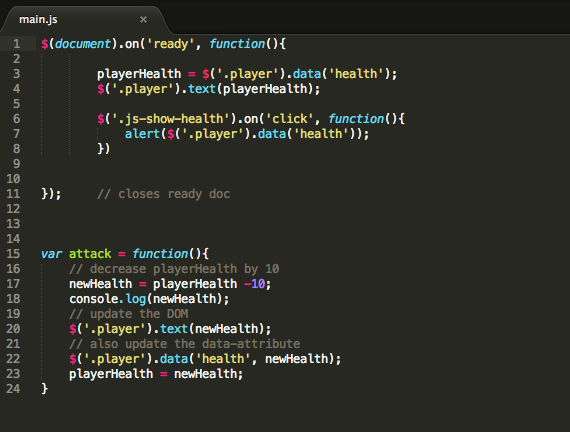 main.js ×
1 $(document).on('ready', function(){
2
3 playerHealth = $('.player').data('health');
4 $('.player').text(playerHealth);
5
6 $('.js-show-health').on('click', function(){
7 alert($('.player').data('health'));
8 })
9
10
11 }); // closes ready doc
12
13
14
15 var attack = function(){
16 // decrease playerHealth by 10
17 newHealth = playerHealth -10;
18 console.log(newHealth);
19 // update the DOM
20 $('.player').text(newHealth);
21 // also update the data-attribute
22 $('.player').data('health', newHealth);
23 playerHealth = newHealth;
24 }